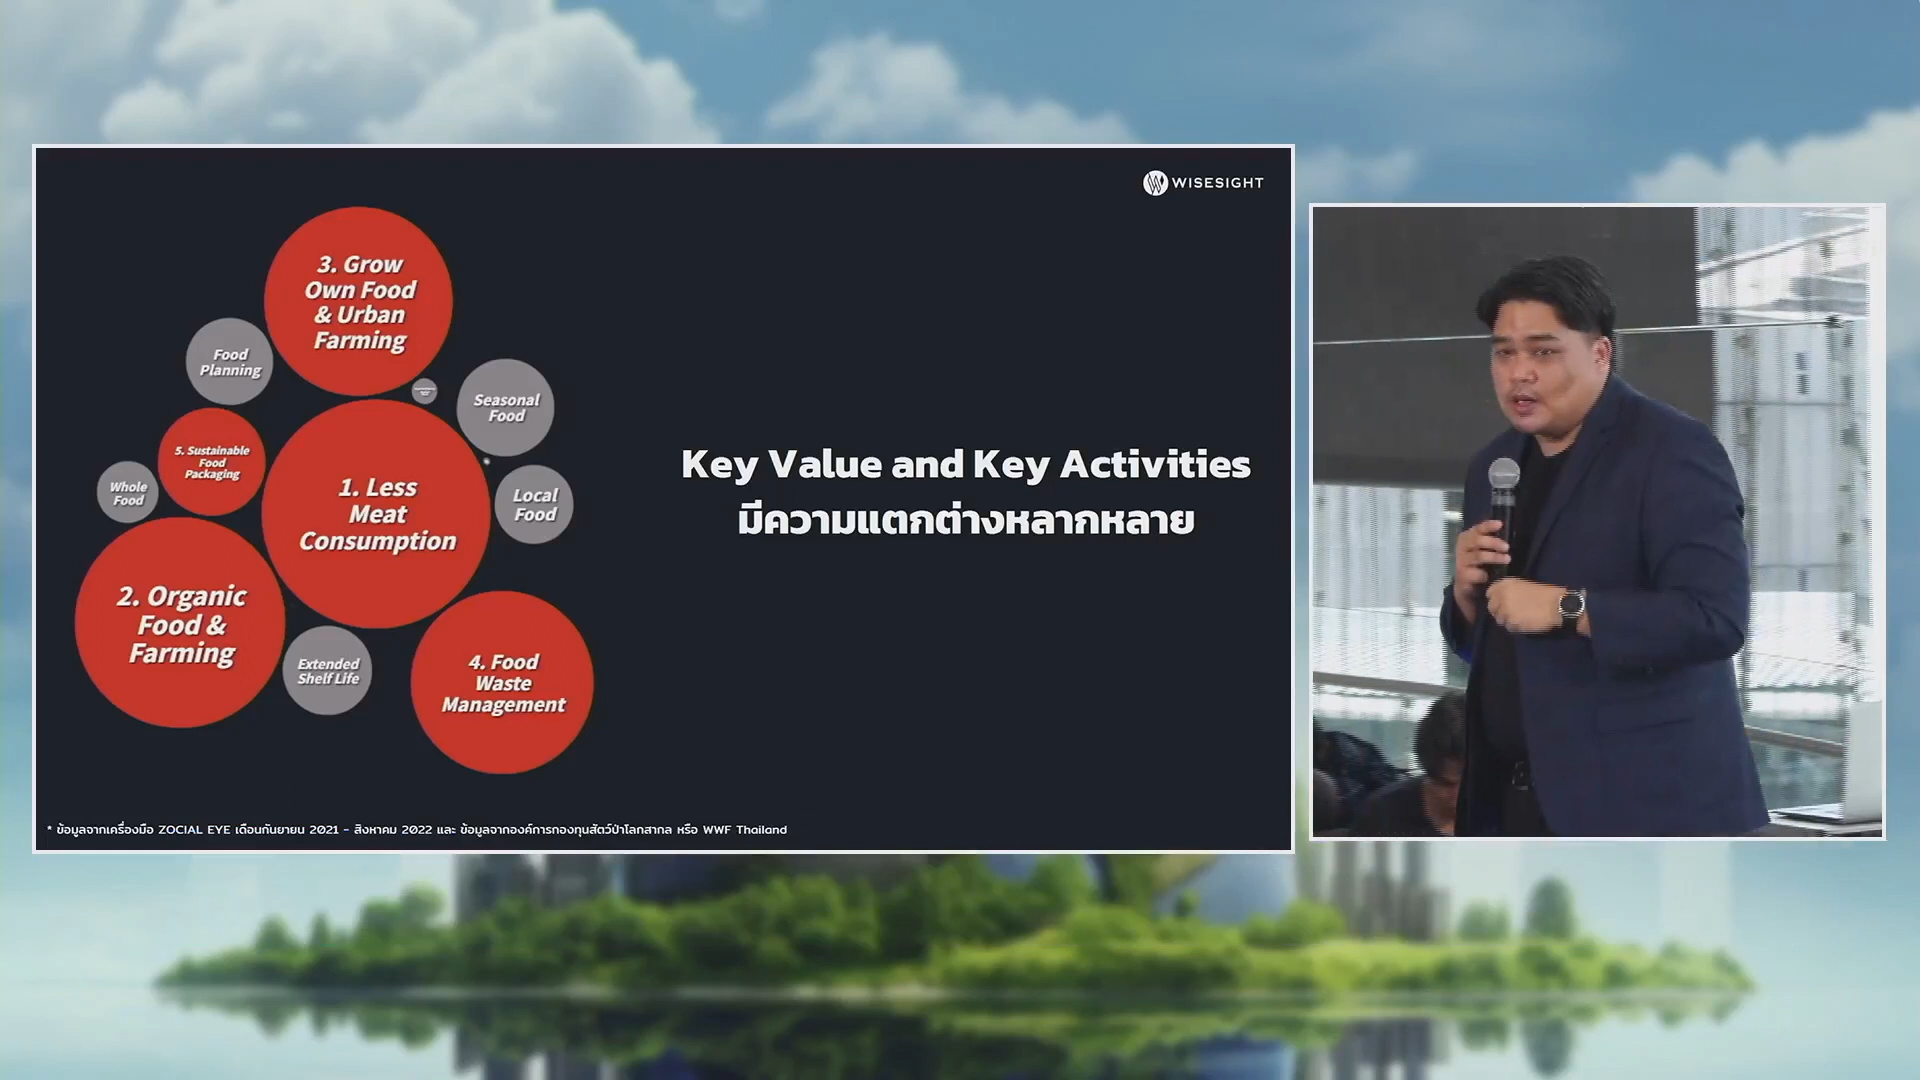 WISESIGHT
3. Grow
Own Food
& Urban
Farming
Food
Planning
Seasonal
Food
5. Sustainable
Food
Packaging
Whole
Food
1. Less
Meat
Consumption
Local
Food
2. Organic
Food &
Farming
Extended
Shelf Life
4. Food
Waste
Management
Key Value and Key Activities
มีความแตกต่างหลากหลาย
* ข้อมูลจากเครื่องมือ ZOCIAL EYE เดือนกันยายน 2021 - สิงหาคม 2022 และ ข้อมูลจากองค์การกองทุนสัตว์ป่าโลกสากล หรือ WWF Thailand